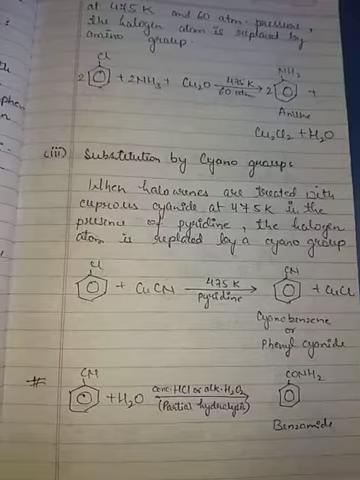 at 475 K and 60 atm. pressure,
the halogen atom is replaced by
amino group.
Cl
2 + 2NH3 + Cu2O 475 K 60 atm 2 NH2 +
Aniline
Cu2Cl2 + H2O
(iii) Substitution by Cyano group:
When haloarenes are treated with
cuprous cyanide at 475K in the
presence of pyridine, the halogen
atom is replaced by a cyano group
Cl CN
+ CuCN 475 K pyridine + CuCl
Cyanobenzene
or
Phenyl cyanide
# CN CONH2
+ H2O conc. HCl or alk. H2O2
(Partial hydrolysis)
Benzamide